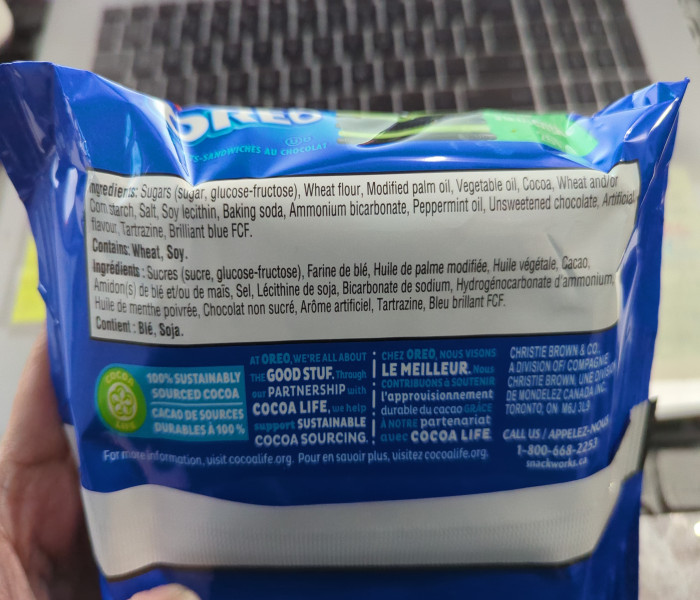 OREO
-SANDWICHES AU CHOCOLAT
Ingredients: Sugars (sugar, glucose-fructose), Wheat flour, Modified palm oil, Vegetable oil, Cocoa, Wheat and/or
Corn starch, Salt, Soy lecithin, Baking soda, Ammonium bicarbonate, Peppermint oil, Unsweetened chocolate, Artificial
flavour, Tartrazine, Brilliant blue FCF.
Contains: Wheat, Soy.
Ingrédients : Sucres (sucre, glucose-fructose), Farine de blé, Huile de palme modifiée, Huile végétale, Cacao,
Amidon(s) de blé et/ou de maïs, Sel, Lécithine de soja, Bicarbonate de sodium, Hydrogénocarbonate d'ammonium,
Huile de menthe poivrée, Chocolat non sucré, Arôme artificiel, Tartrazine, Bleu brillant FCF.
Contient : Blé, Soja.
COCOA
LIFE
100% SUSTAINABLY
SOURCED COCOA
CACAO DE SOURCES
DURABLES À 100 %
AT OREO, WE'RE ALL ABOUT
THE GOOD STUF. Through
our PARTNERSHIP with
COCOA LIFE, we help
support SUSTAINABLE
COCOA SOURCING.
CHEZ OREO, NOUS VISONS
LE MEILLEUR. Nous
CONTRIBUONS à SOUTENIR
l'approvisionnement
durable du cacao GRÂCE
À NOTRE partenariat
avec COCOA LIFE.
CHRISTIE BROWN & CO.,
A DIVISION OF/ COMPAGNIE
CHRISTIE BROWN, UNE DIVISION
DE MONDELEZ CANADA INC.
TORONTO, ON M6J 3L9
CALL US / APPELEZ-NOUS
1-800-668-2253
snackworks.ca
For more information, visit cocoalife.org. Pour en savoir plus, visitez cocoalife.org.